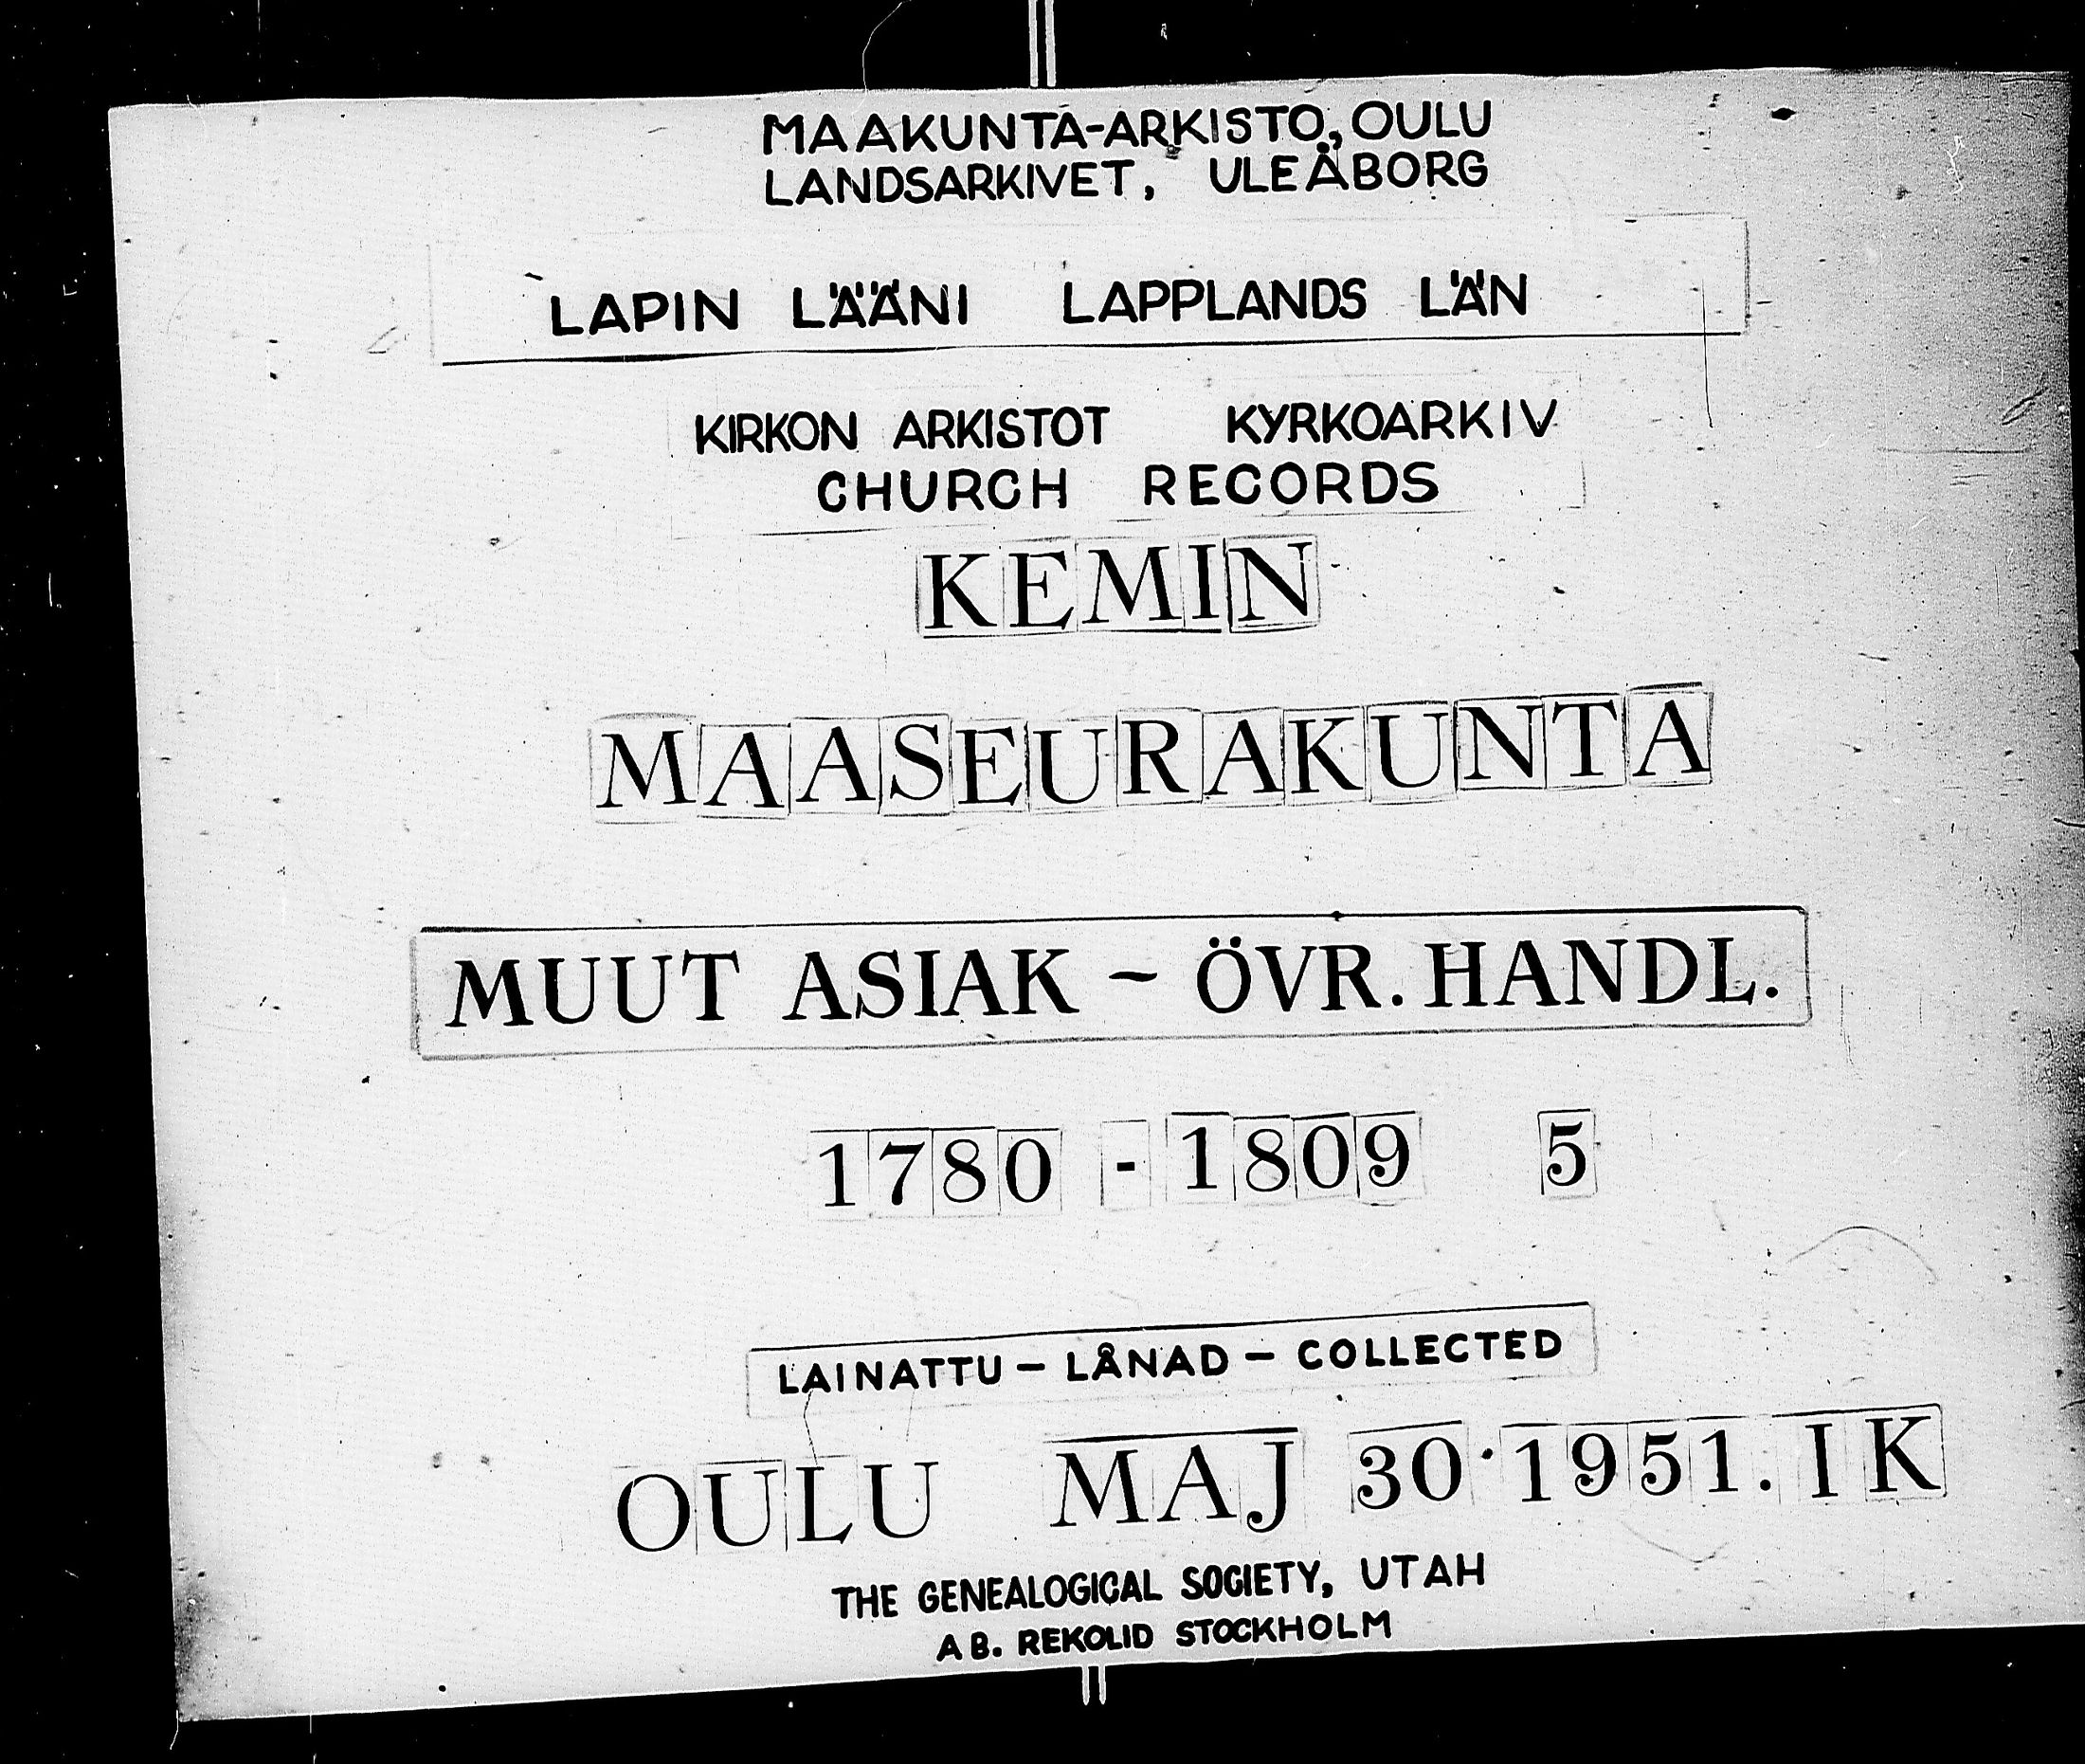 MAAKUNTA-ARKISTO, OULU
LANDSARKIVET, ULEÅBORG
LAPIN LÄÄNI LAPPLANDS LÄN
KIRKON ARKISTOT KYRKOARKIV
CHURCH RECORDS
KEMIN
MAASEURAKUNTA
MUUT ASIAK - ÖVR. HANDL.
1780 - 1809 5
LAINATTU - LÅNAD - COLLECTED
OULU MAJ 30·1951. IK
THE GENEALOGICAL SOCIETY, UTAH
AB. REKOLID STOCKHOLM